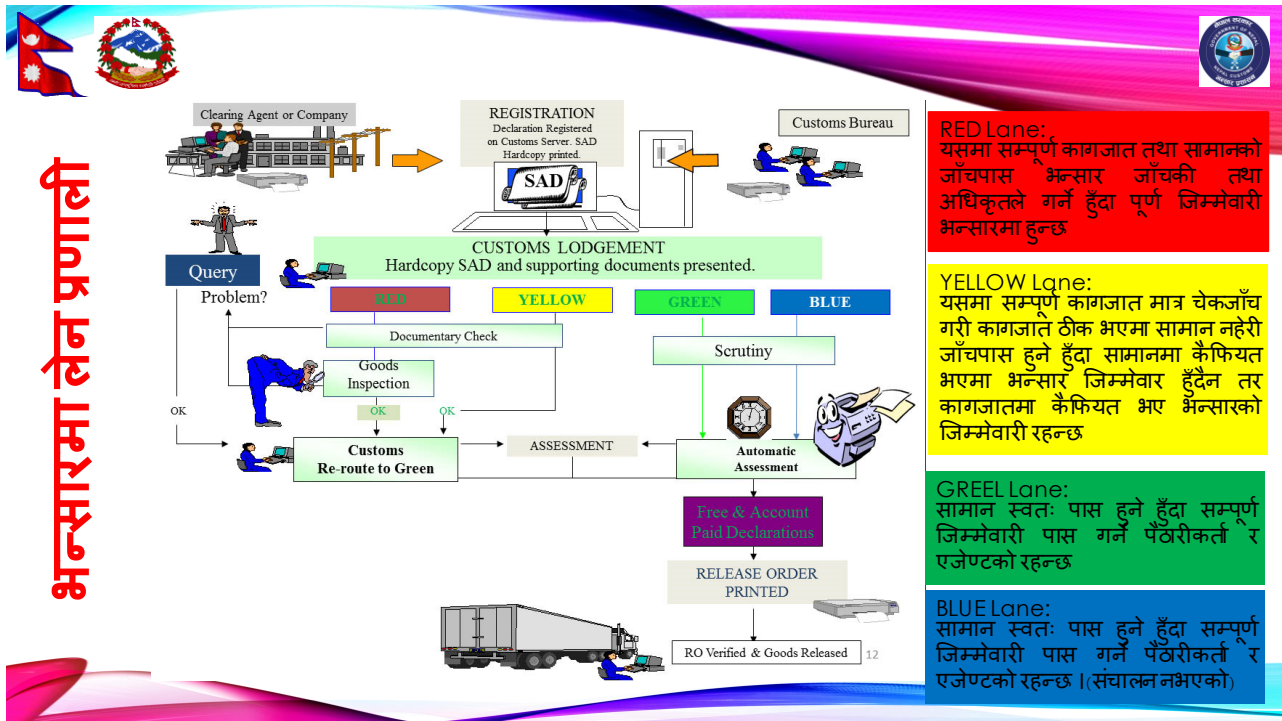 भन्सारमा लेन प्रणाली
Clearing Agent or Company
REGISTRATION
Declaration Registered
on Customs Server. SAD
Hardcopy printed.
SAD
Customs Bureau
CUSTOMS LODGEMENT
Hardcopy SAD and supporting documents presented.
Query
Problem?
RED
YELLOW
GREEN
BLUE
Documentary Check
Scrutiny
Goods
Inspection
OK
OK
OK
Customs
Re-route to Green
ASSESSMENT
Automatic
Assessment
Free & Account
Paid Declarations
RELEASE ORDER
PRINTED
RO Verified & Goods Released
12
RED Lane:
यसमा सम्पूर्ण कागजात तथा सामानको
जाँचपास भन्सार जाँचकी तथा
अधिकृतले गर्ने हुँदा पूर्ण जिम्मेवारी
भन्सारमा हुन्छ
YELLOW Lane:
यसमा सम्पूर्ण कागजात मात्र चेकजाँच
गरी कागजात ठीक भएमा सामान नहेरी
जाँचपास हुने हुँदा सामानमा कैफियत
भएमा भन्सार जिम्मेवार हुँदैन तर
कागजातमा कैफियत भए भन्सारको
जिम्मेवारी रहन्छ
GREEL Lane:
सामान स्वतः पास हुने हुँदा सम्पूर्ण
जिम्मेवारी पास गर्ने पैठारीकर्ता र
एजेण्टको रहन्छ
BLUE Lane:
सामान स्वतः पास हुने हुँदा सम्पूर्ण
जिम्मेवारी पास गर्ने पैठारीकर्ता र
एजेण्टको रहन्छ ।(संचालन नभएको)